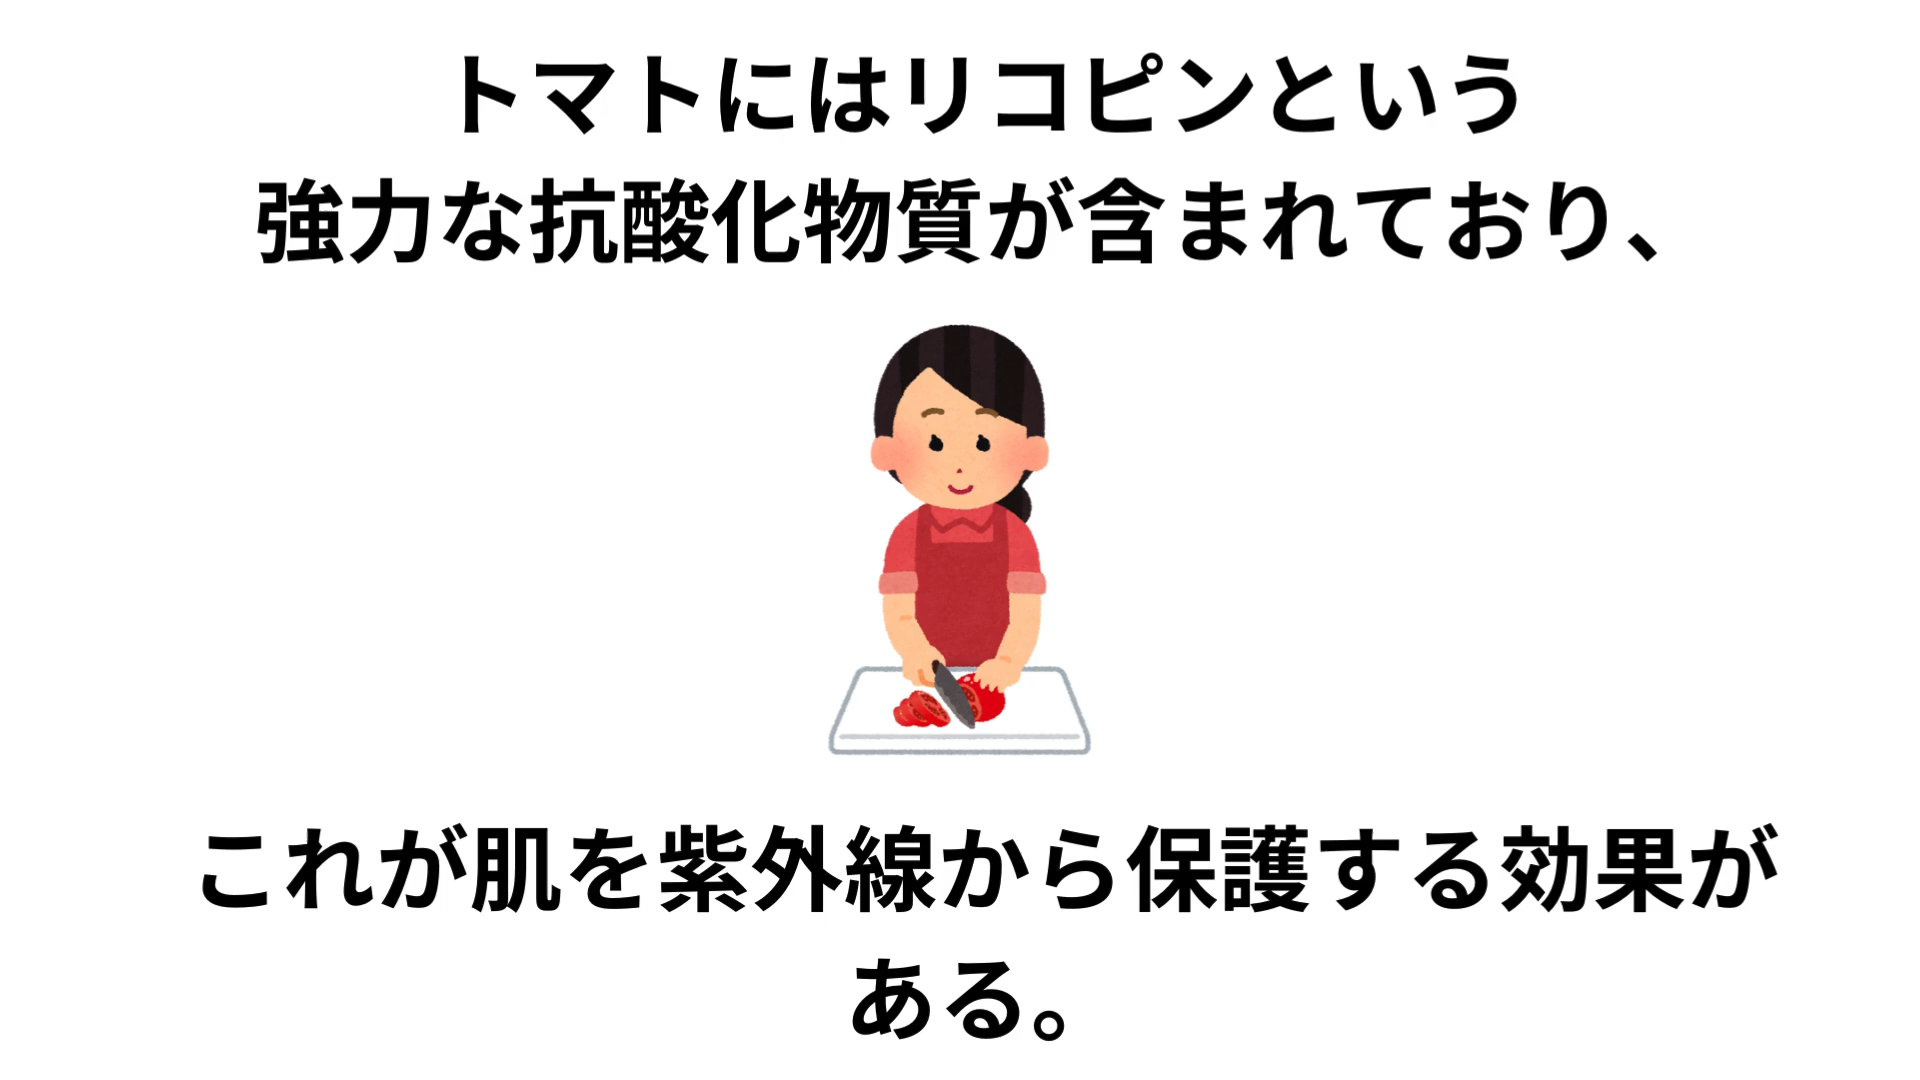 トマトにはリコピンという
強力な抗酸化物質が含まれており、
これが肌を紫外線から保護する効果が
ある。